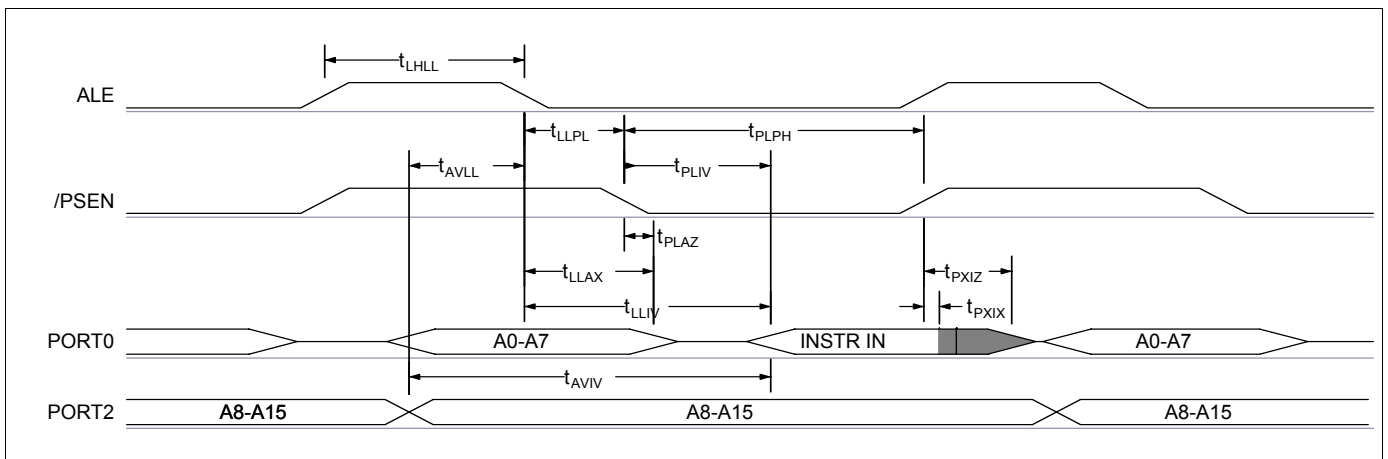 tLHLL
ALE
tLLPL
tPLPH
tAVLL
tPLIV
/PSEN
tPLAZ
tLLAX
tPXIZ
tLLIV
tPXIX
PORT0
A0-A7
INSTR IN
A0-A7
tAVIV
PORT2
A8-A15
A8-A15
A8-A15